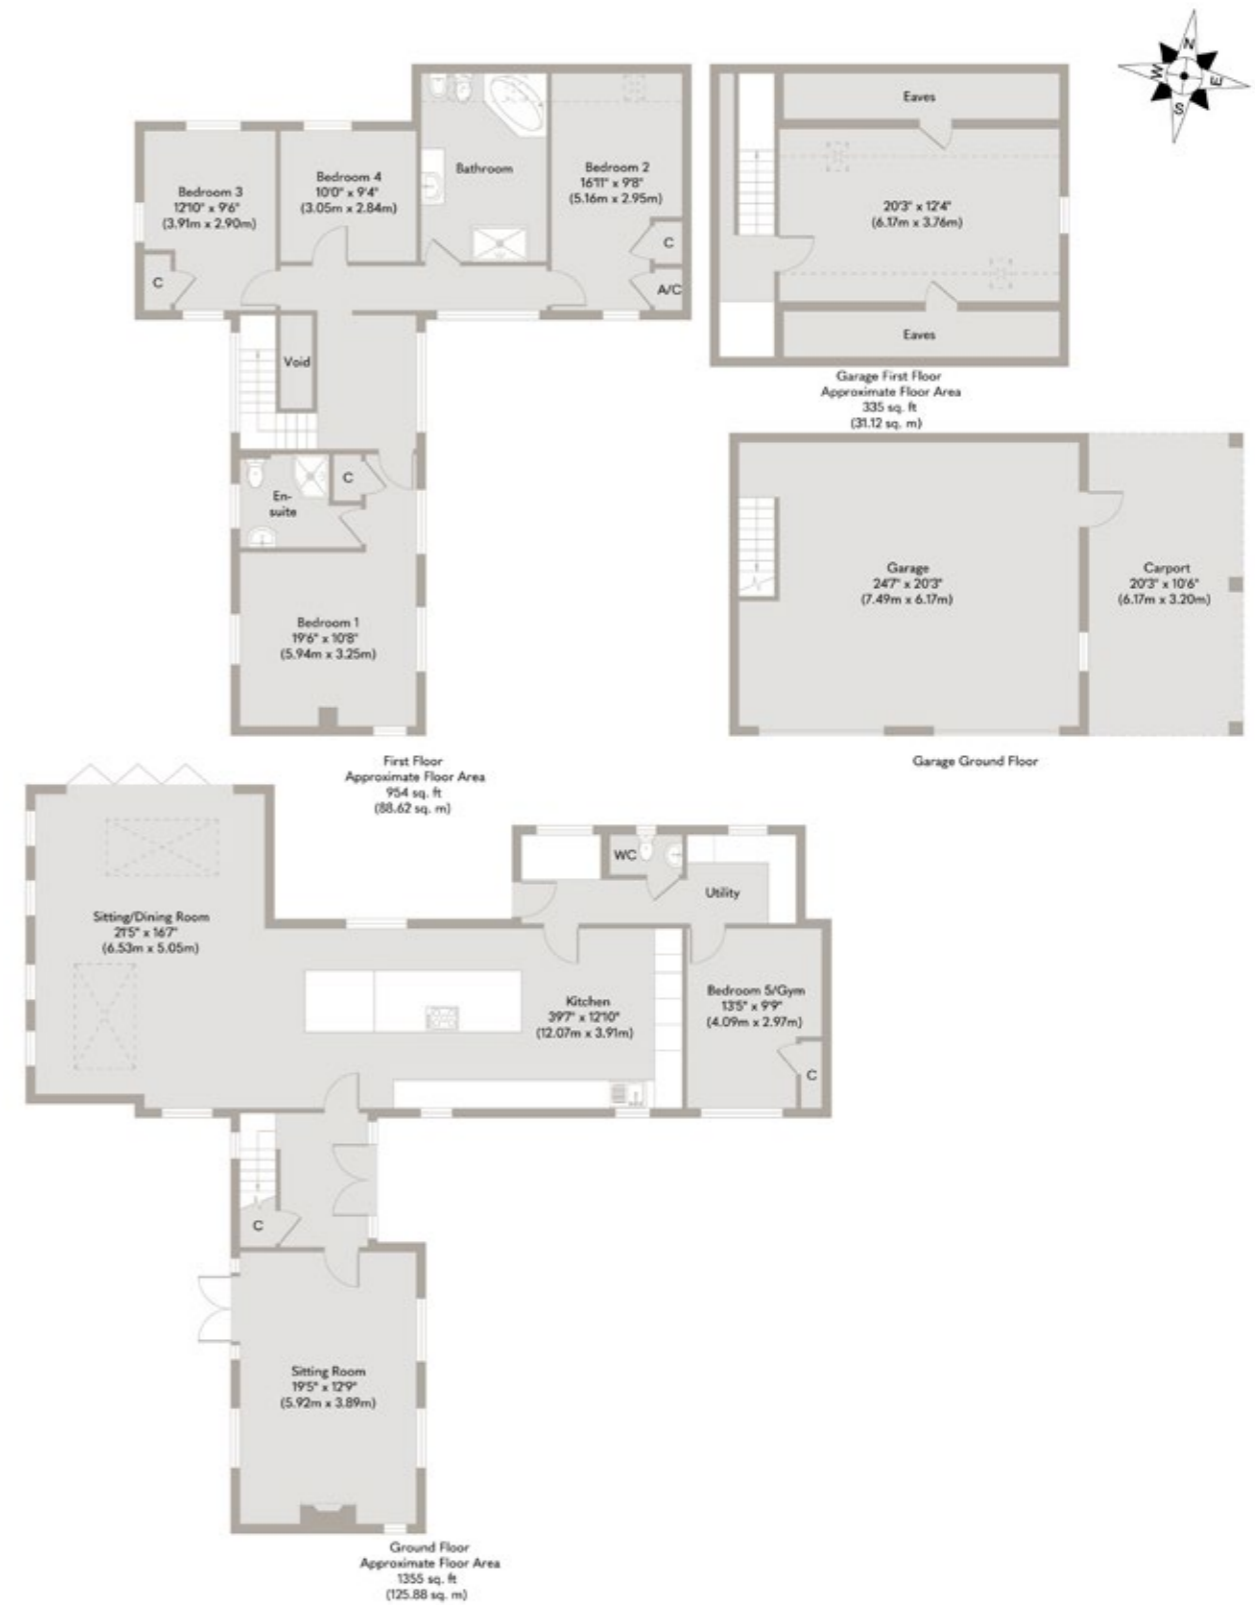 N
W
E
S
Eaves
Bathroom
Bedroom 2
16'11" x 9'8"
(5.16m x 2.95m)
Bedroom 4
10'0" x 9'4"
(3.05m x 2.84m)
Bedroom 3
12'10" x 9'6"
(3.91m x 2.90m)
20'3" x 12'4"
(6.17m x 3.76m)
C
C
A/C
Eaves
Void
Garage First Floor
Approximate Floor Area
335 sq. ft
(31.12 sq. m)
C
En-
suite
Garage
24'7" x 20'3"
(7.49m x 6.17m)
Carport
20'3" x 10'6"
(6.17m x 3.20m)
Bedroom 1
19'6" x 10'8"
(5.94m x 3.25m)
First Floor
Approximate Floor Area
954 sq. ft
(88.62 sq. m)
Garage Ground Floor
WC
Utility
Sitting/Dining Room
21'5" x 16'7"
(6.53m x 5.05m)
Kitchen
39'7" x 12'10"
(12.07m x 3.91m)
Bedroom 5/Gym
13'5" x 9'9"
(4.09m x 2.97m)
C
C
Sitting Room
19'5" x 12'9"
(5.92m x 3.89m)
Ground Floor
Approximate Floor Area
1355 sq. ft
(125.88 sq. m)